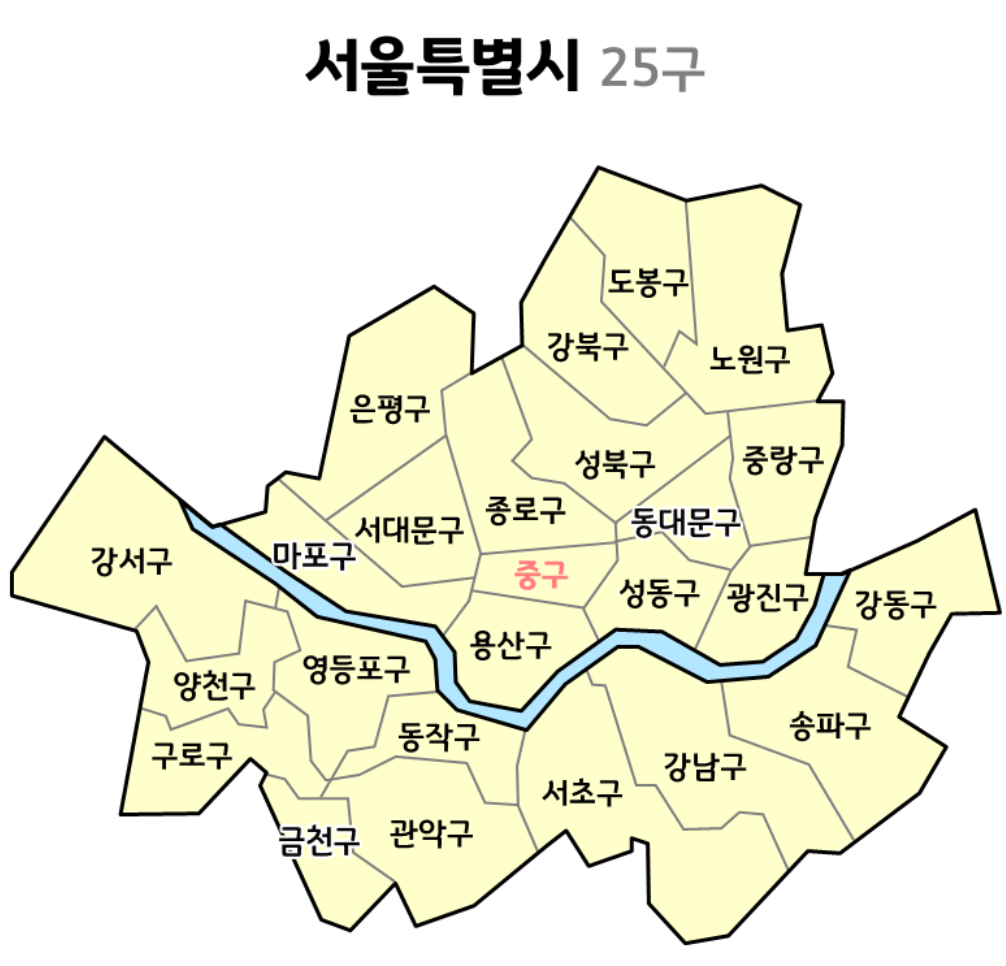 서울특별시 25구
도봉구
강북구
노원구
은평구
성북구
중랑구
종로구
동대문구
서대문구
마포구
강서구
중구
성동구
광진구
강동구
용산구
영등포구
양천구
송파구
동작구
구로구
강남구
서초구
관악구
금천구